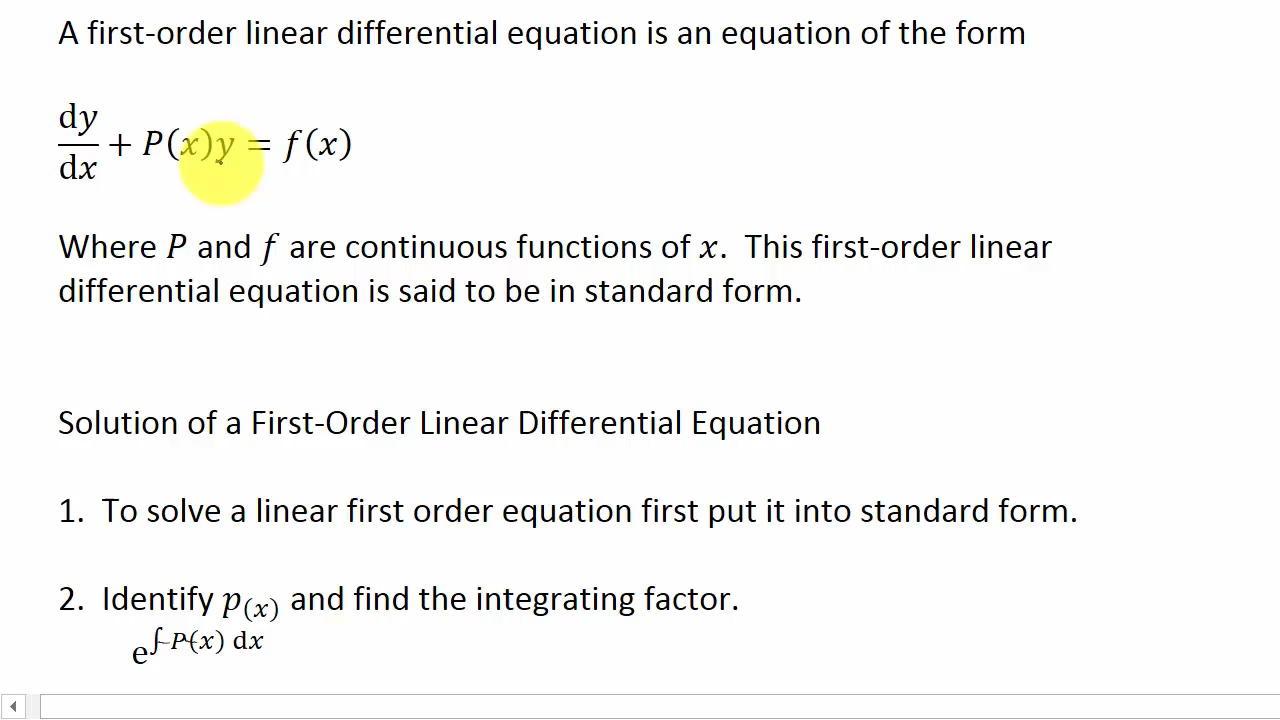 A first-order linear differential equation is an equation of the form
dy/dx + P(x)y = f(x)
Where P and f are continuous functions of x. This first-order linear
differential equation is said to be in standard form.
Solution of a First-Order Linear Differential Equation
1. To solve a linear first order equation first put it into standard form.
2. Identify p₍ₓ₎ and find the integrating factor.
e^∫P(x) dx